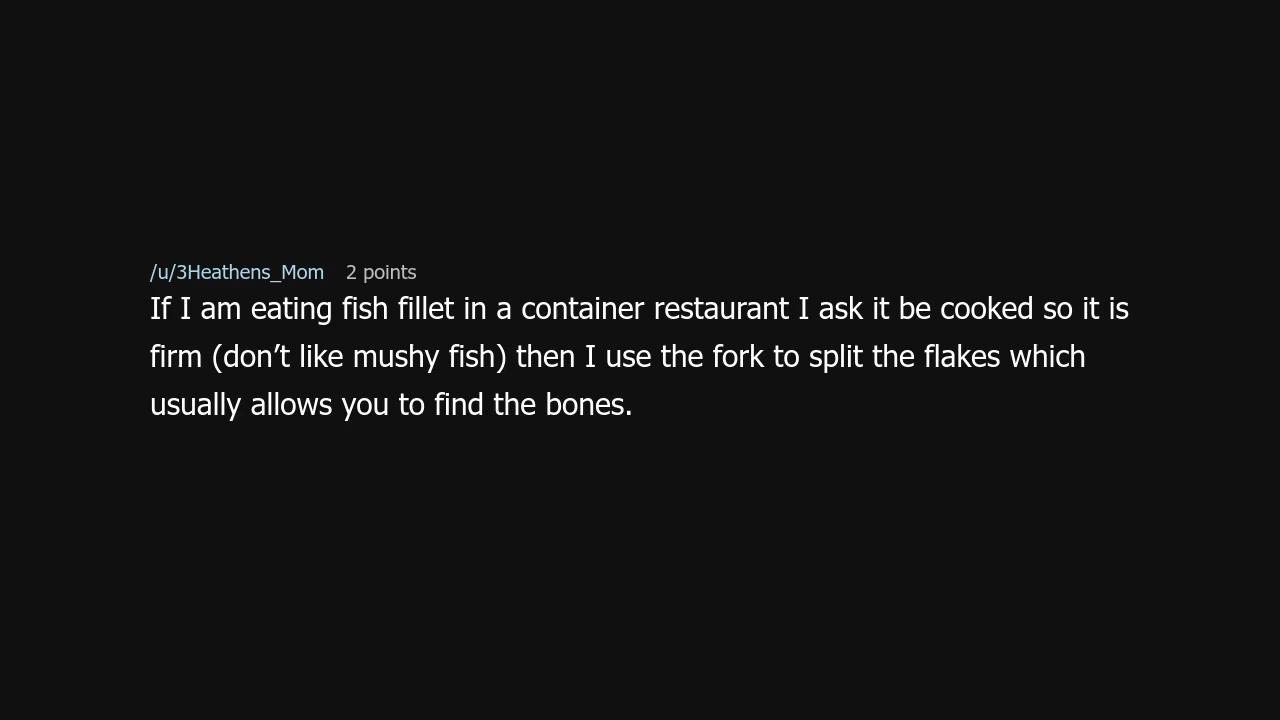 /u/3Heathens_Mom 2 points
If I am eating fish fillet in a container restaurant I ask it be cooked so it is
firm (don’t like mushy fish) then I use the fork to split the flakes which
usually allows you to find the bones.